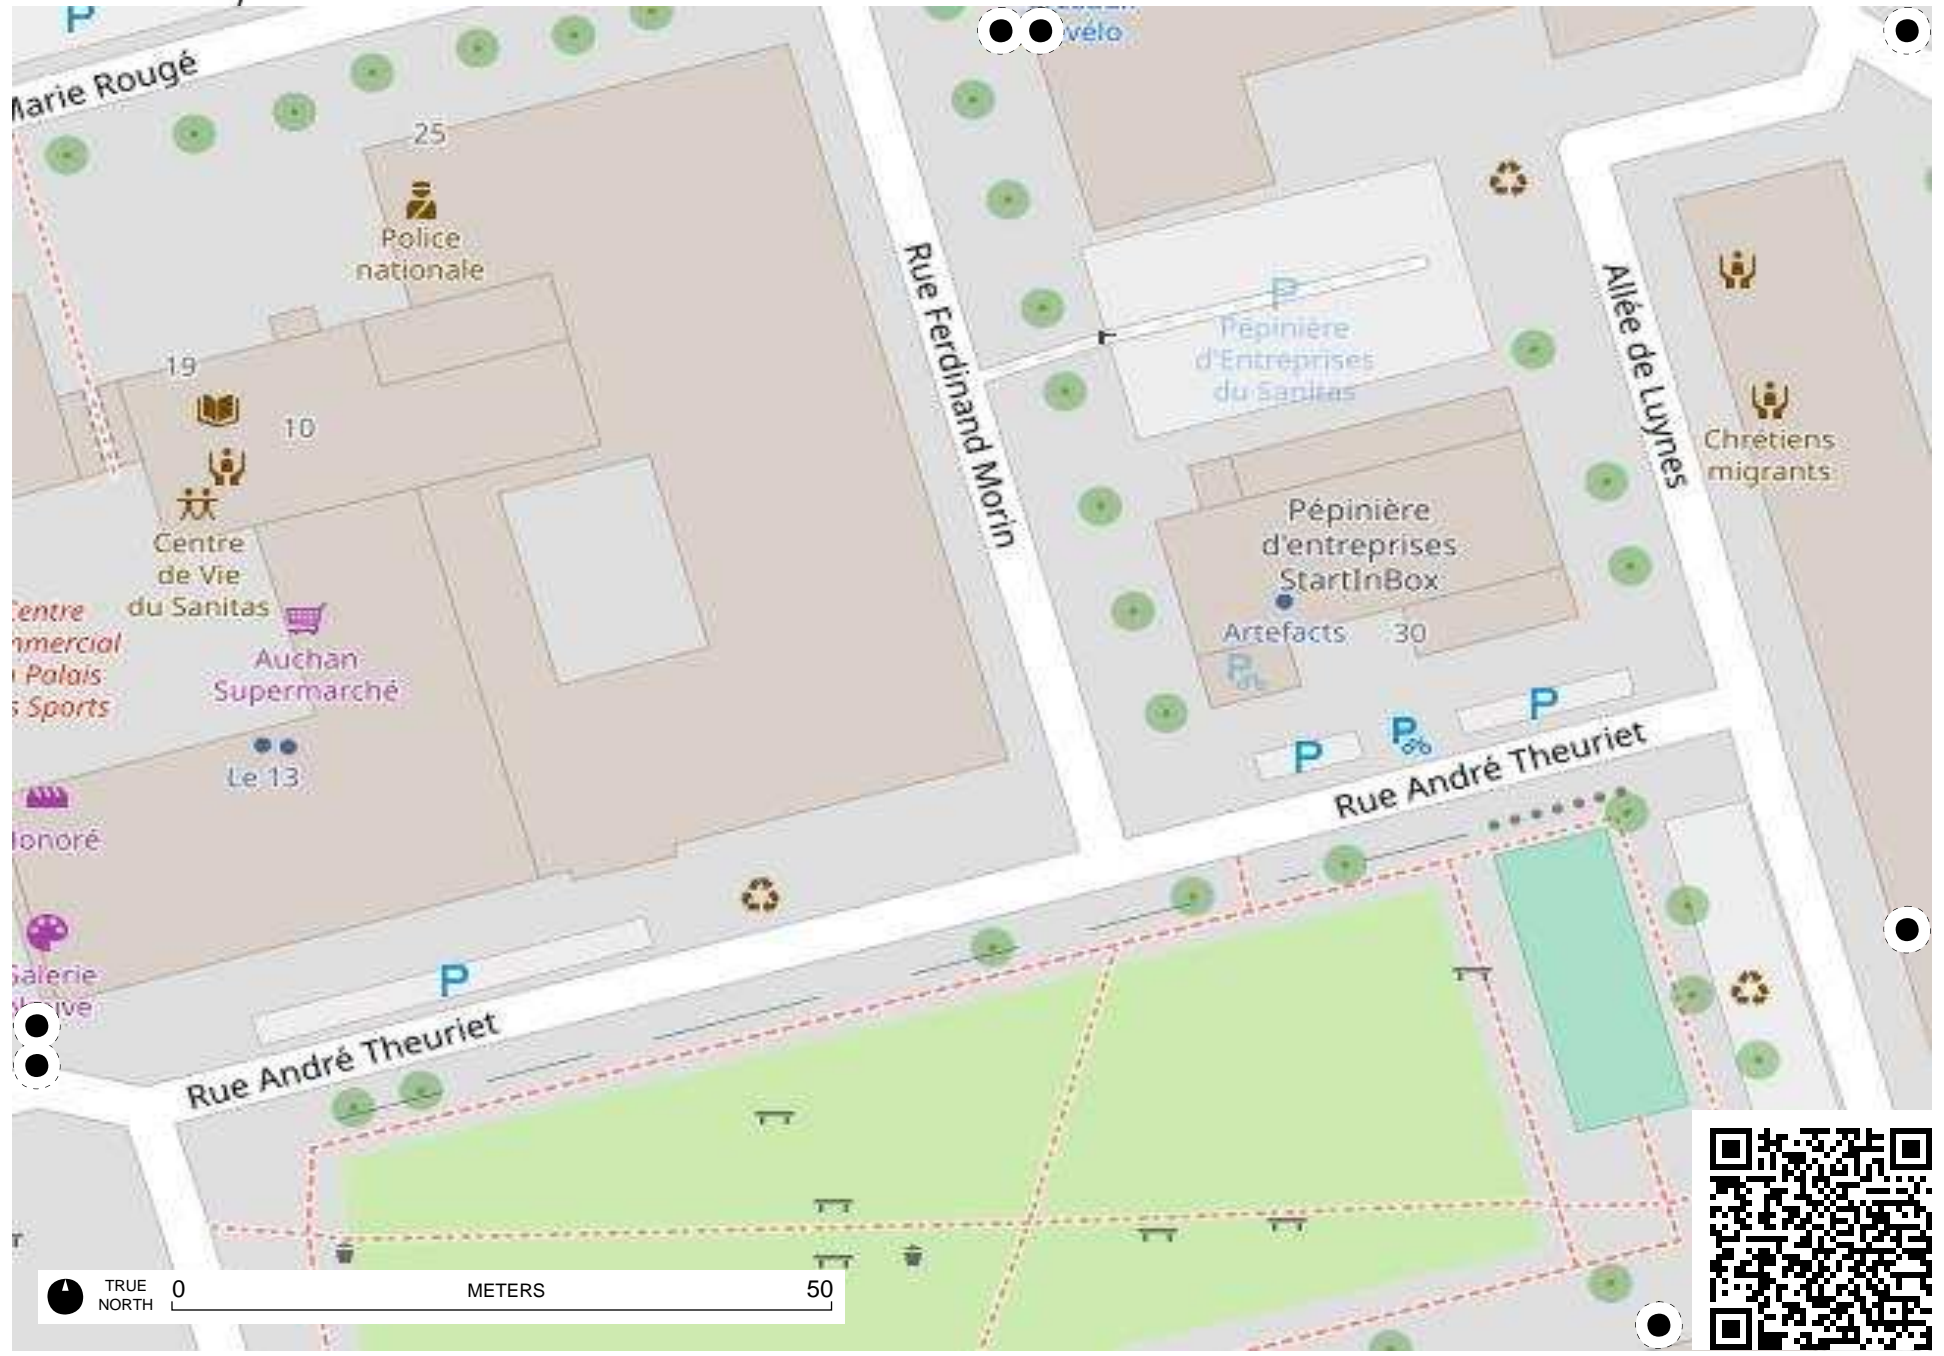 P
vélo
Marie Rougé
25
Police
nationale
Rue Ferdinand Morin
P
Pépinière
d'Entreprises
du Sanitas
Allée de Luynes
19
10
Chrétiens
migrants
Pépinière
d'entreprises
StartInBox
Centre
de Vie
du Sanitas
Centre
mmercial
Palais
s Sports
Artefacts
30
Auchan
Supermarché
P
P
P
P
Le 13
Rue André Theuriet
onoré
P
Galerie
Rue André Theuriet
TRUE
NORTH
0
METERS
50